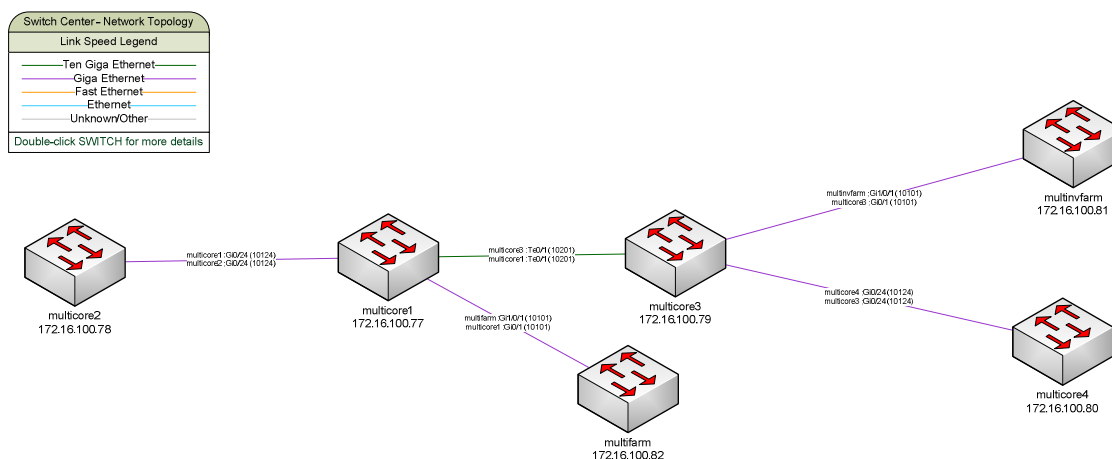 Switch Center - Network Topology
Link Speed Legend
Ten Giga Ethernet
Giga Ethernet
Fast Ethernet
Ethernet
Unknown/Other
Double-click SWITCH for more details
multinvfarm
172.16.100.81
multinvfarm :Gi1/0/1 (10101)
multicore3 :Gi0/1 (10101)
multicore1 :Gi0/24 (10124)
multicore2 :Gi0/24 (10124)
multicore3 :Te0/1 (10201)
multicore1 :Te0/1 (10201)
multicore2
172.16.100.78
multicore1
172.16.100.77
multicore3
172.16.100.79
multicore4 :Gi0/24 (10124)
multicore3 :Gi0/24 (10124)
multifarm :Gi1/0/1 (10101)
multicore1 :Gi0/1 (10101)
multicore4
172.16.100.80
multifarm
172.16.100.82